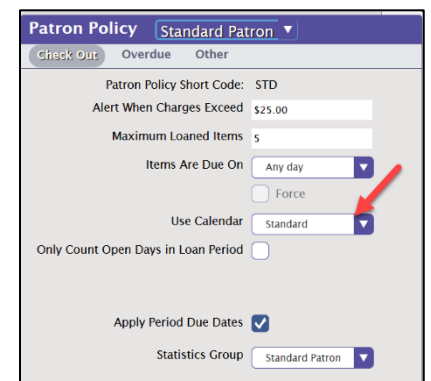 Patron Policy Standard Patron
Check Out Overdue Other
Patron Policy Short Code: STD
Alert When Charges Exceed $25.00
Maximum Loaned Items 5
Items Are Due On Any day
Force
Use Calendar Standard
Only Count Open Days in Loan Period
Apply Period Due Dates
Statistics Group Standard Patron